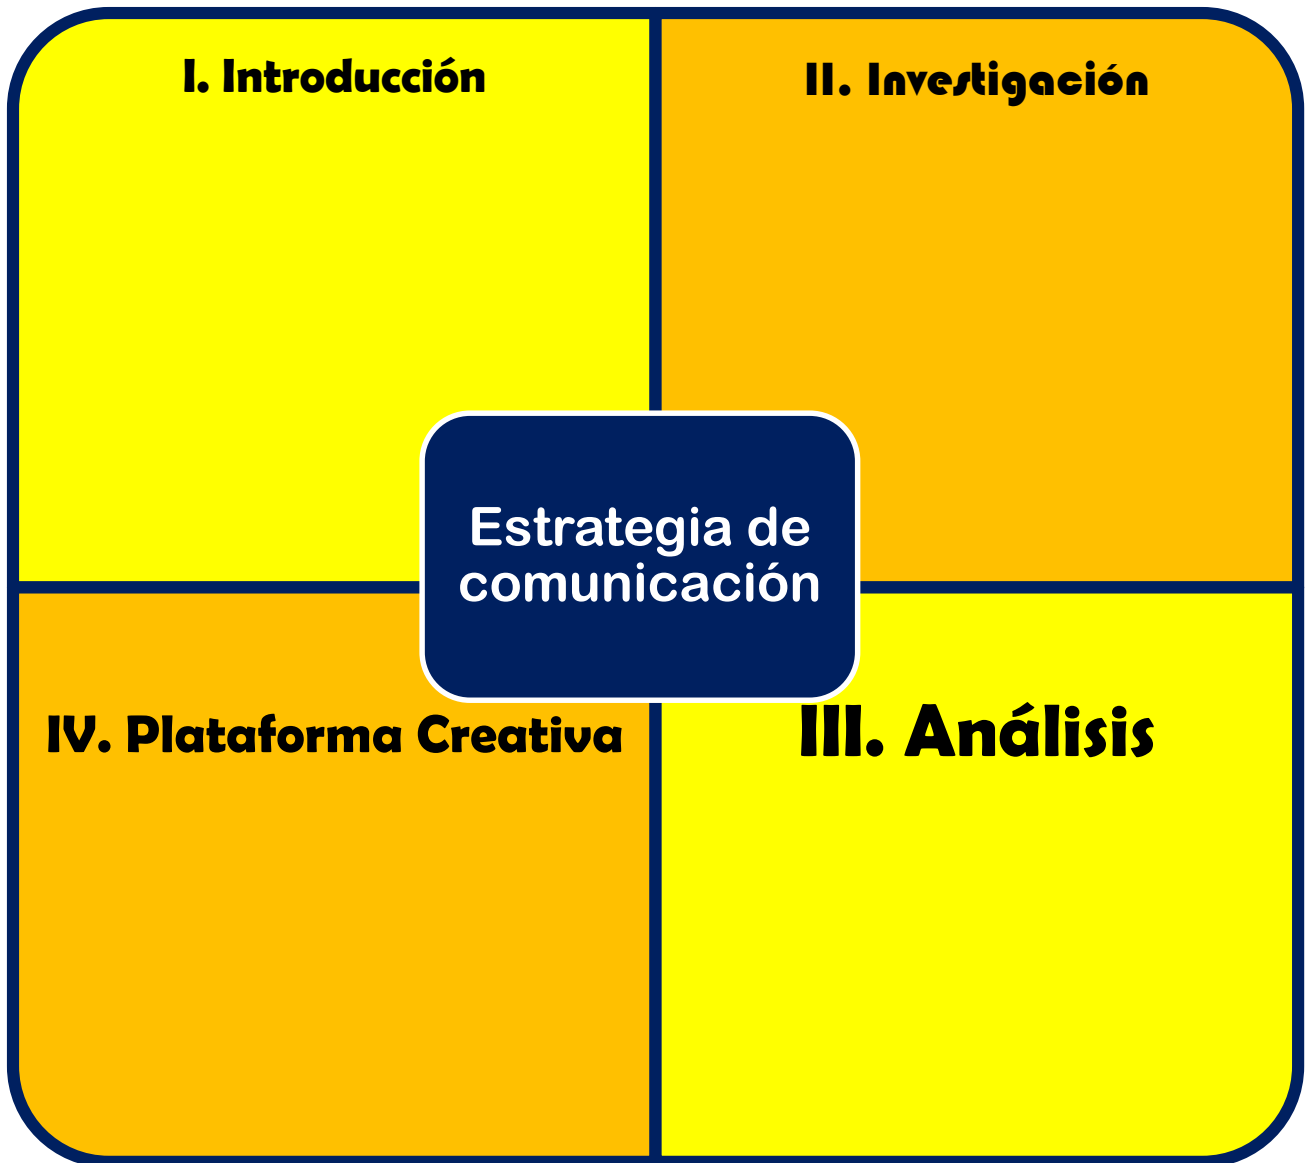 I. Introducción
II. Investigación
Estrategia de
comunicación
IV. Plataforma Creativa
III. Análisis